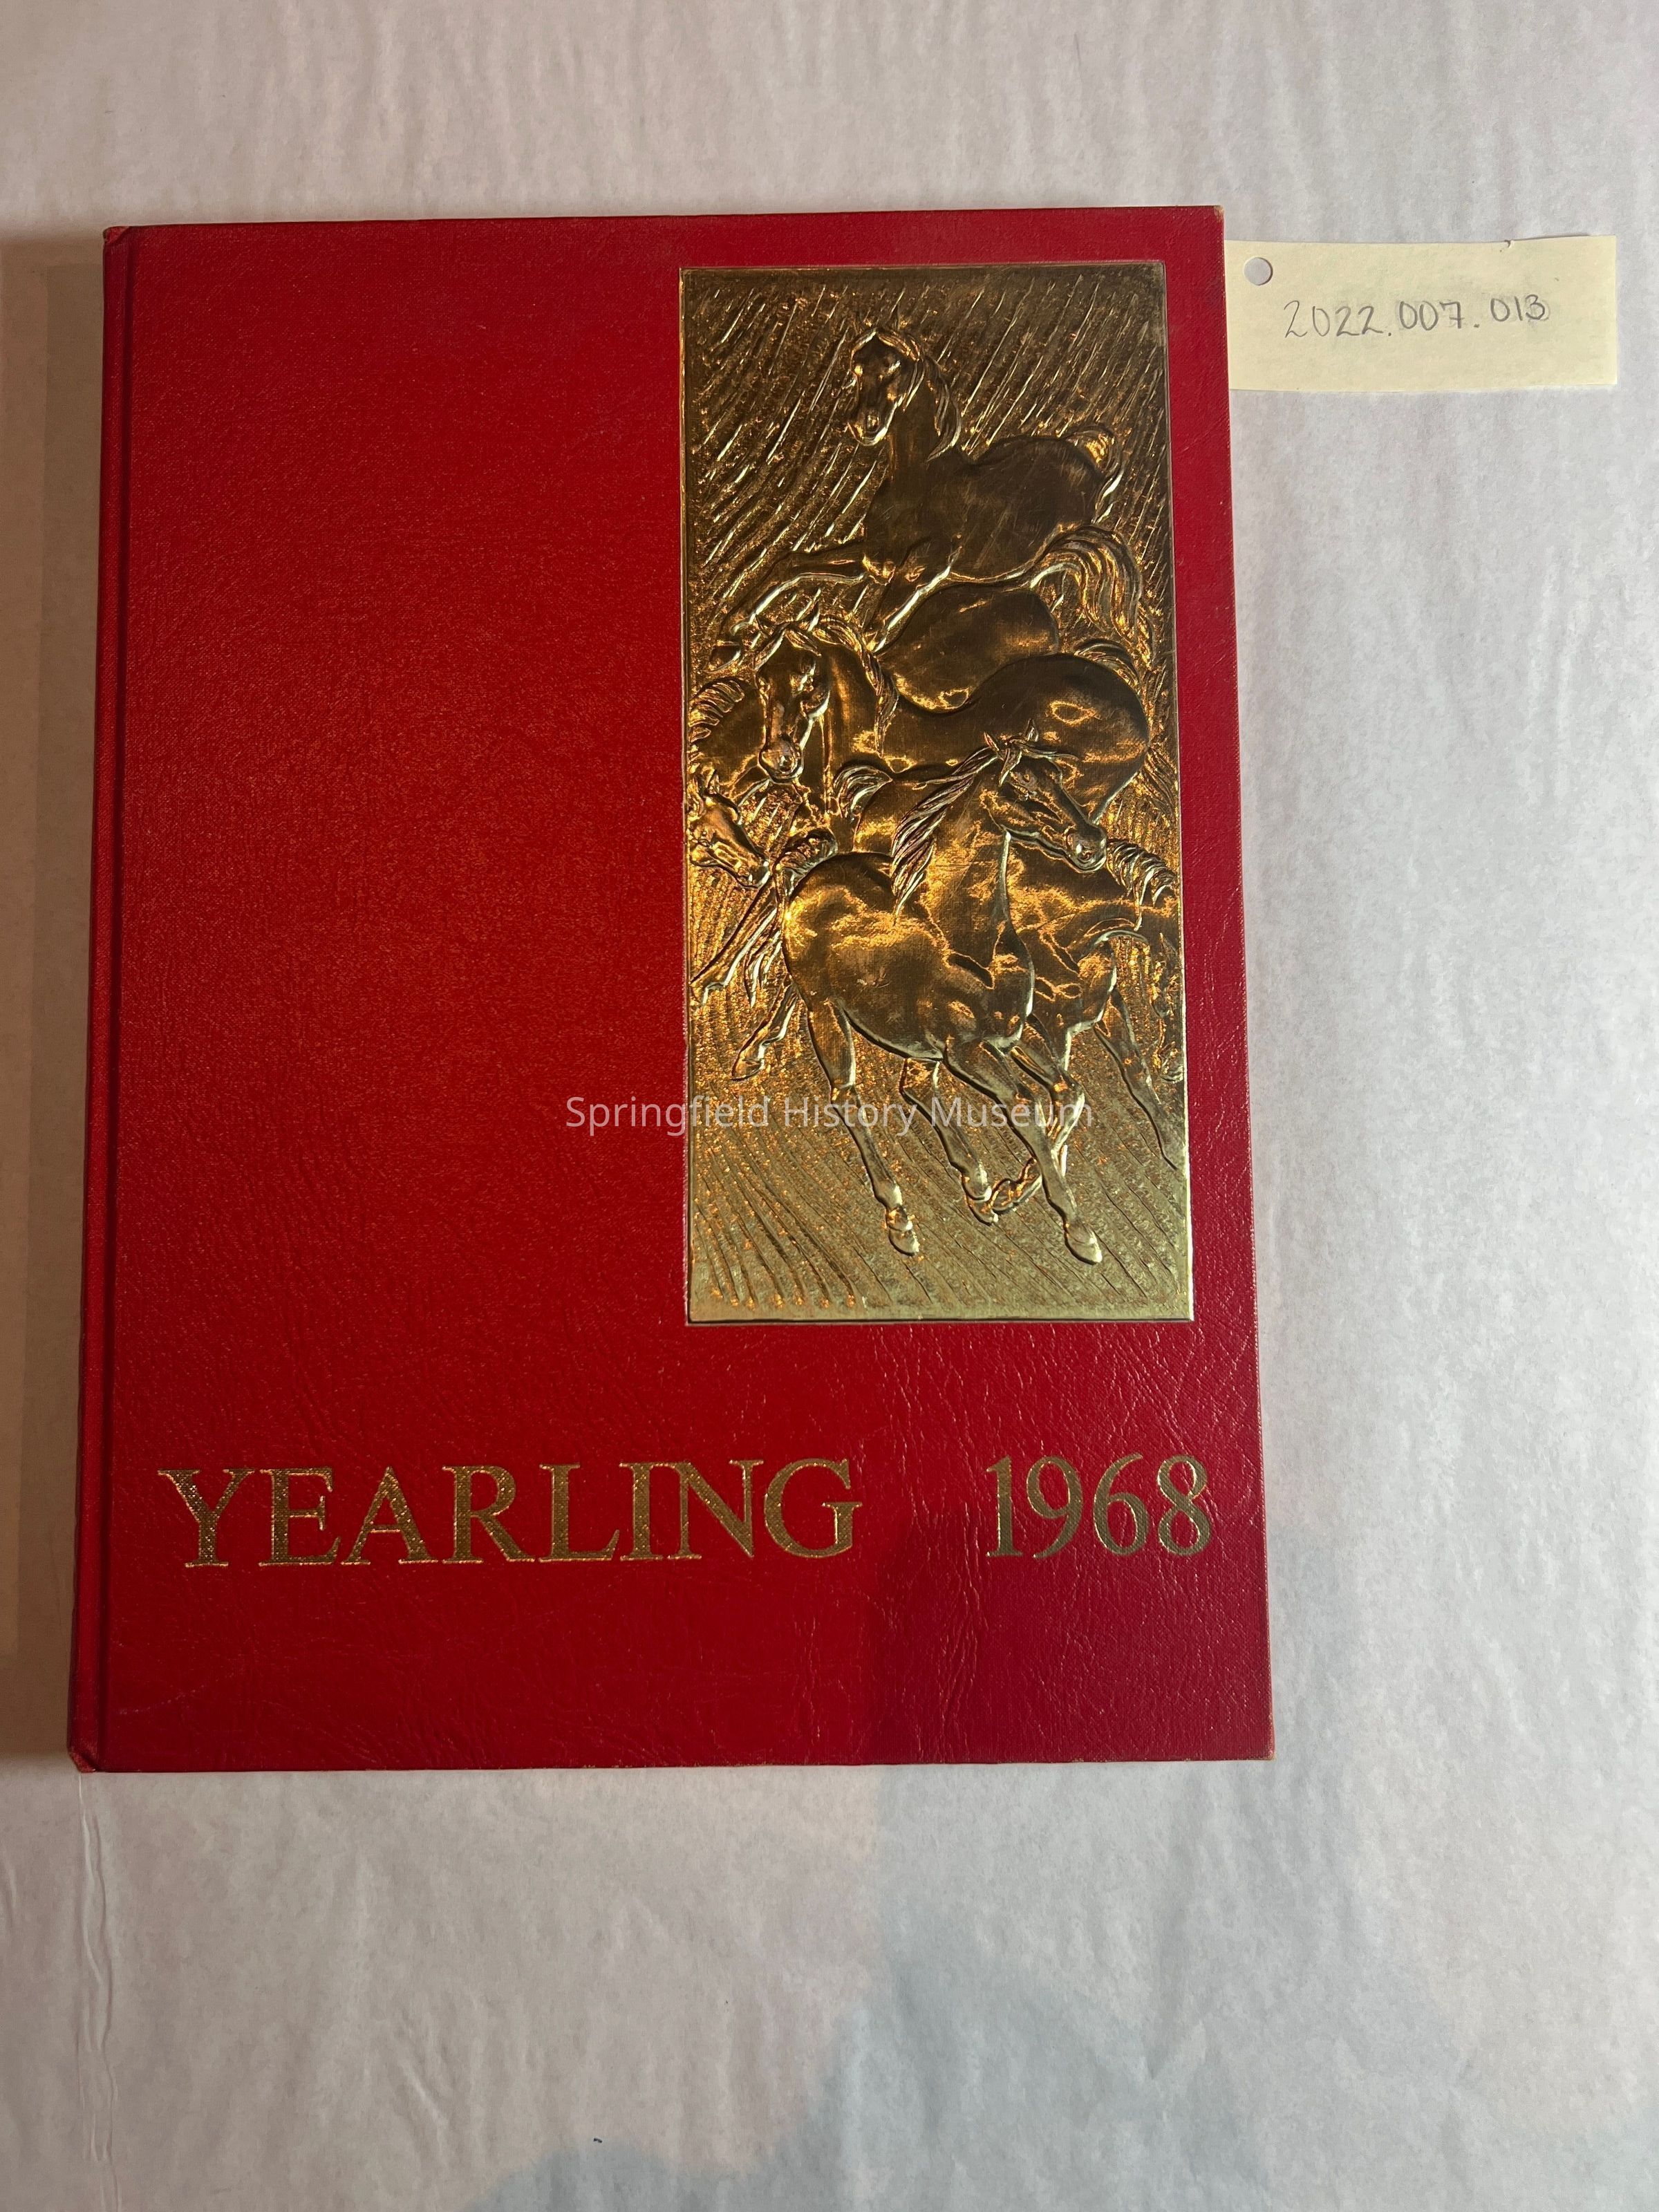 2022.007.013
Springfield History Museum
YEARLING 1968